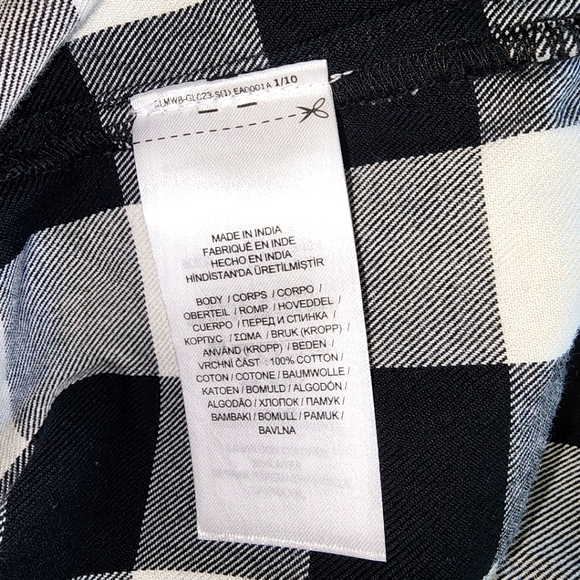 GLMWB-GLC23-S(1) EA0001A 1/10
MADE IN INDIA
FABRIQUÉ EN INDE
HECHO EN INDIA
HİNDİSTAN'DA ÜRETİLMİŞTİR
BODY / CORPS / CORPO /
OBERTEIL / ROMP / HOVEDDEL /
CUERPO / ПЕРЕД И СПИНКА /
KOPΠYC / ΣΩΜΑ / BRUK (KROPP) /
ANVÄND (KROPP) / BEDEN /
VRCHNÍ ČÁST : 100% COTTON /
COTON / COTONE / BAUMWOLLE /
KATOEN / BOMULD / ALGODÓN /
ALGODÃO / ХЛОПОК / ПАМУК /
BAMBAKI / BOMULL / PAMUK /
BAVLNA